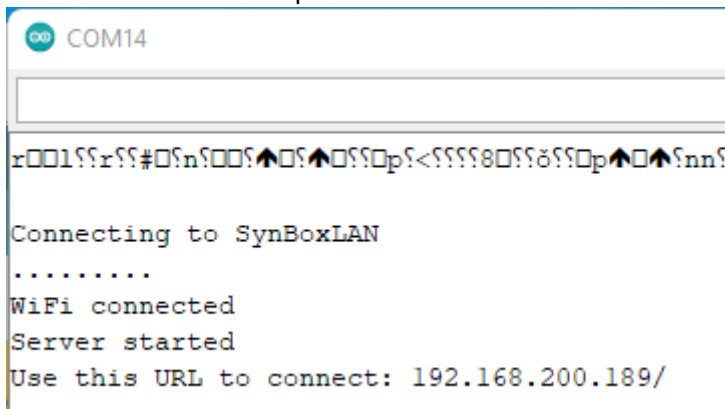 COM14
Connecting to SynBoxLAN
.........
WiFi connected
Server started
Use this URL to connect: 192.168.200.189/